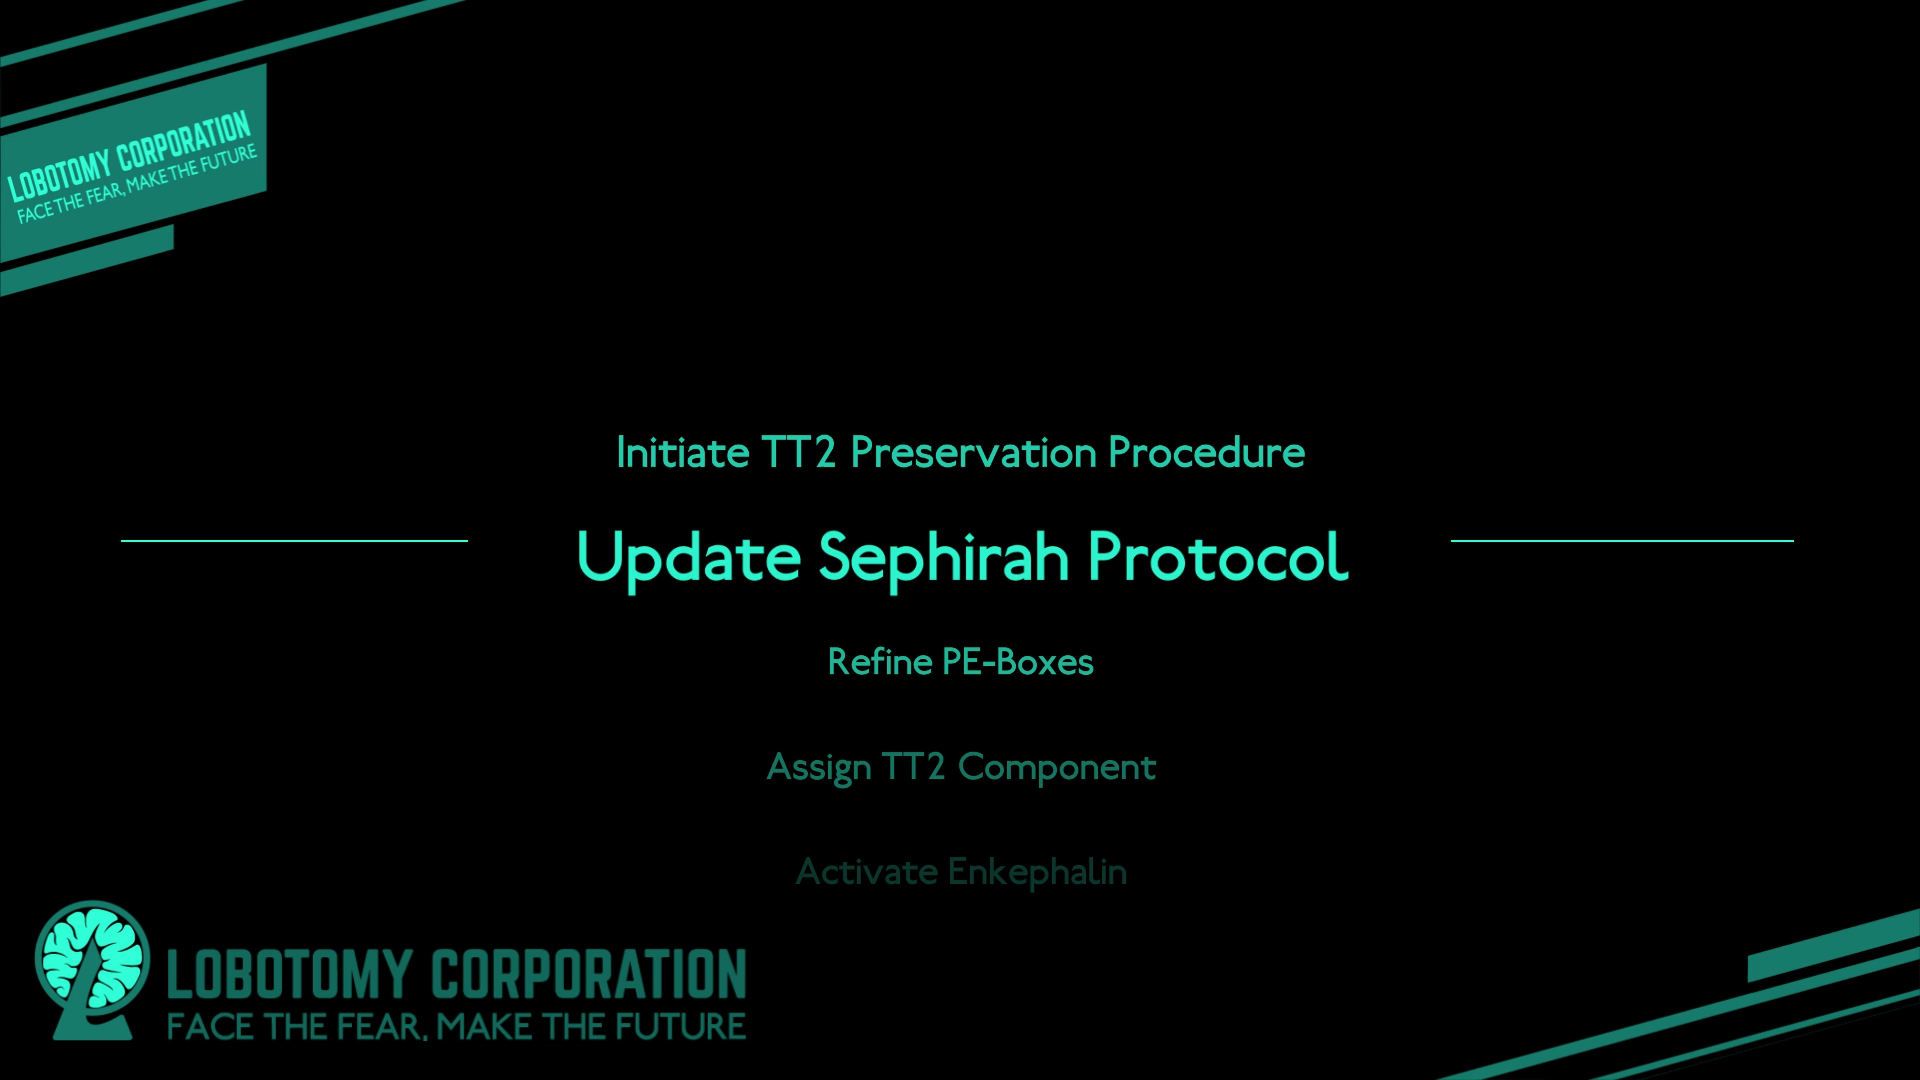 LOBOTOMY CORPORATION
FACE THE FEAR, MAKE THE FUTURE
Initiate TT2 Preservation Procedure
Update Sephirah Protocol
Refine PE-Boxes
Assign TT2 Component
Activate Enkephalin
LOBOTOMY CORPORATION
FACE THE FEAR, MAKE THE FUTURE